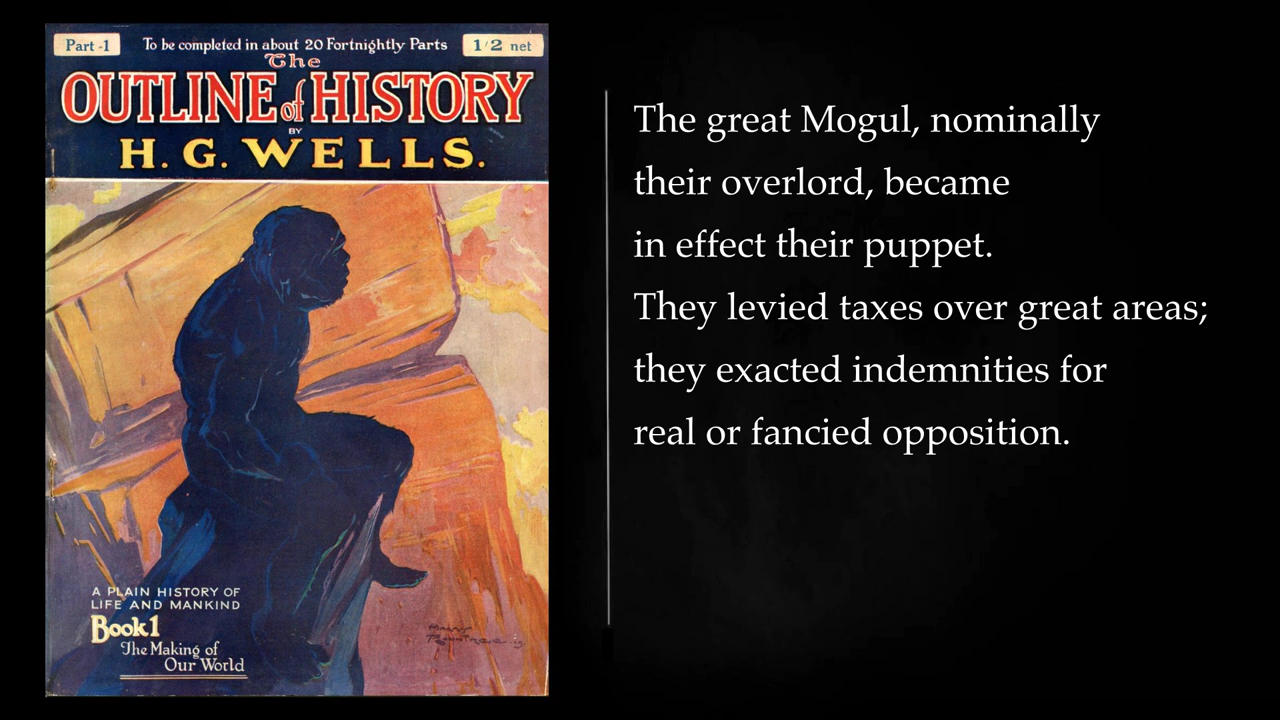 Part -1
To be completed in about 20 Fortnightly Parts
1/2 net
The
OUTLINE of HISTORY
BY
H. G. WELLS.
A PLAIN HISTORY OF
LIFE AND MANKIND
Book 1
The Making of
Our World
The great Mogul, nominally
their overlord, became
in effect their puppet.
They levied taxes over great areas;
they exacted indemnities for
real or fancied opposition.